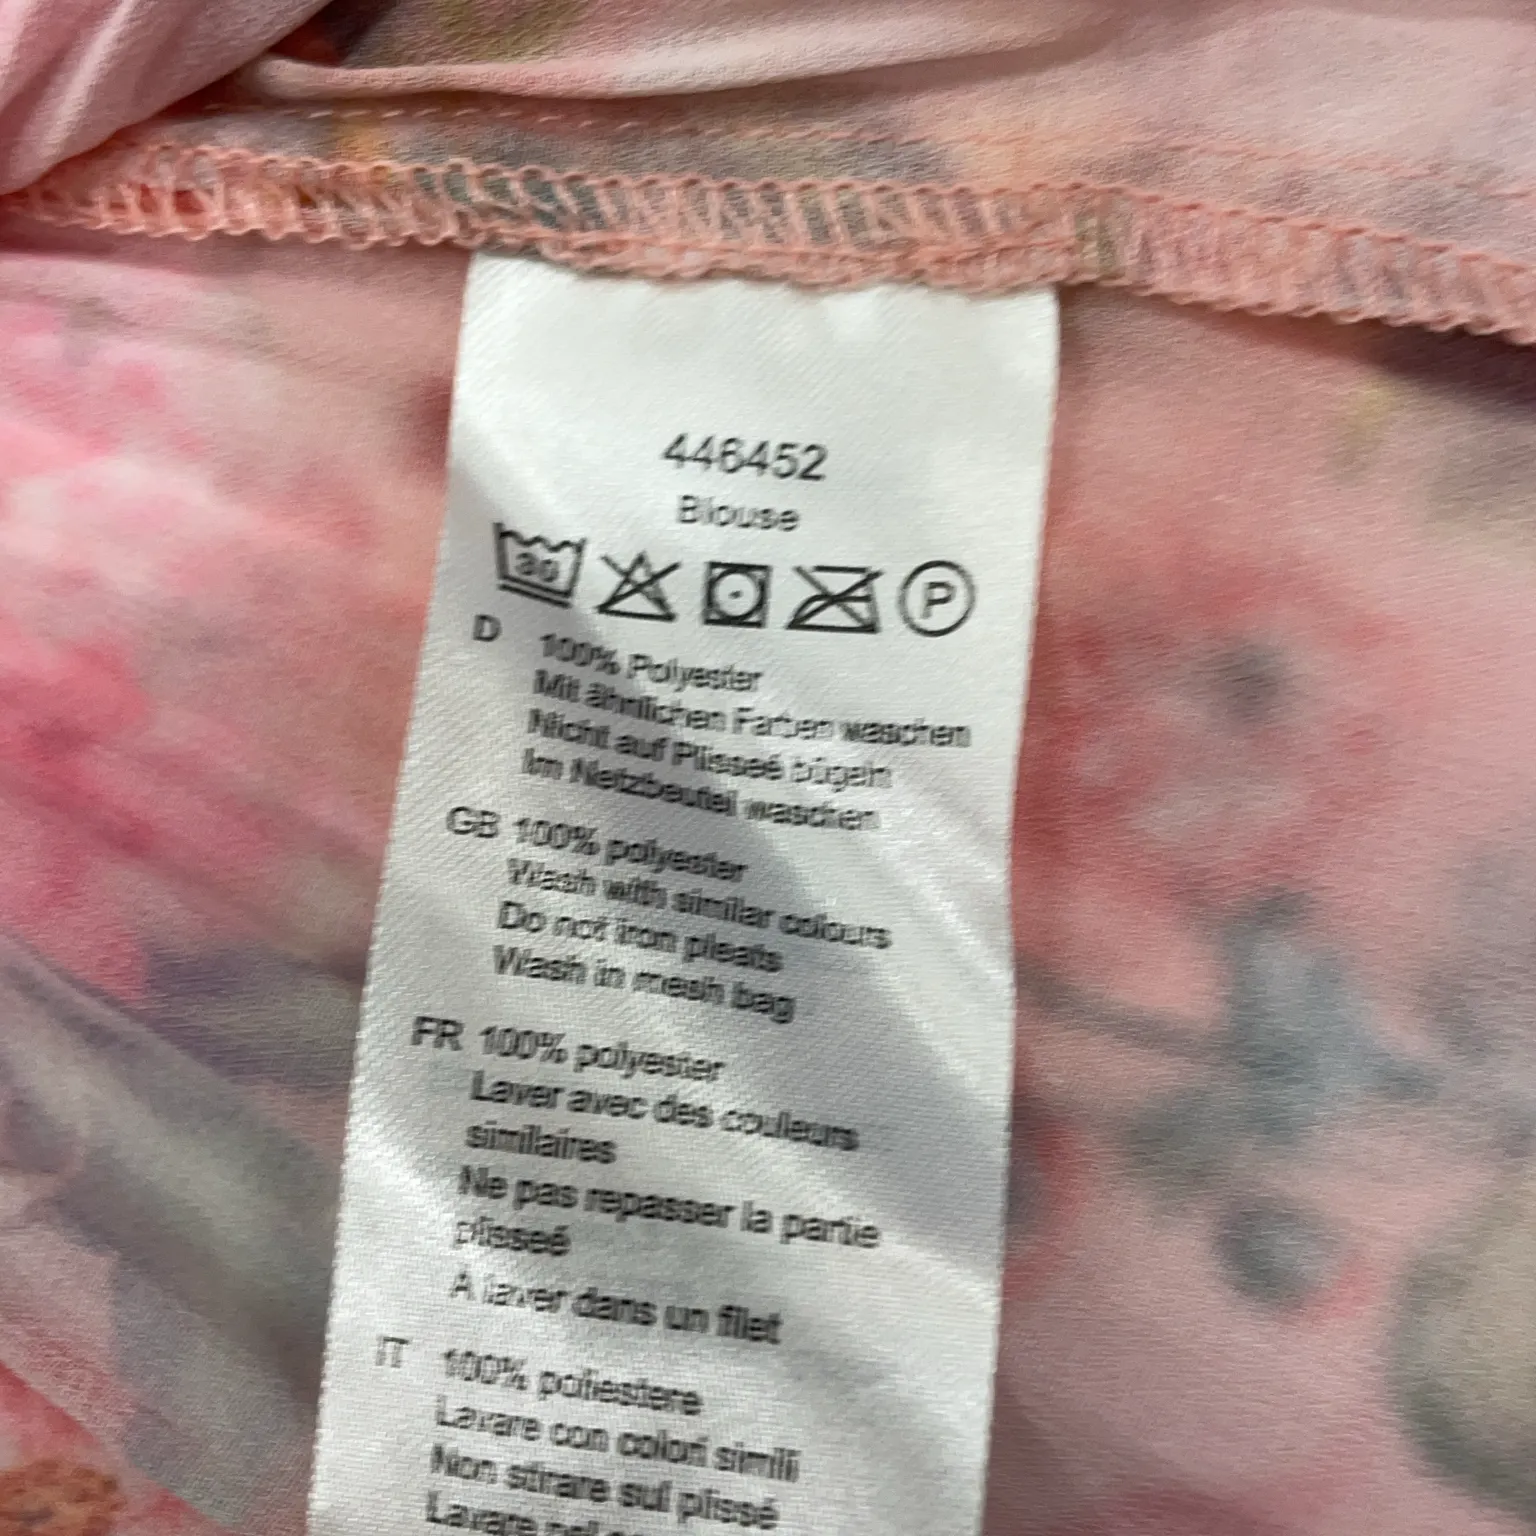 446452
Blouse
30 P
D 100% Polyester
Mit ähnlichen Farben waschen
Nicht auf Plisseé bügeln
Im Netzbeutel waschen
GB 100% polyester
Wash with similar colours
Do not iron pleats
Wash in mesh bag
FR 100% polyester
Laver avec des couleurs
similaires
Ne pas repasser la partie
plisseé
A laver dans un filet
IT 100% poliestere
Lavare con colori simili
Non stirare sul plissé
Lavare nel